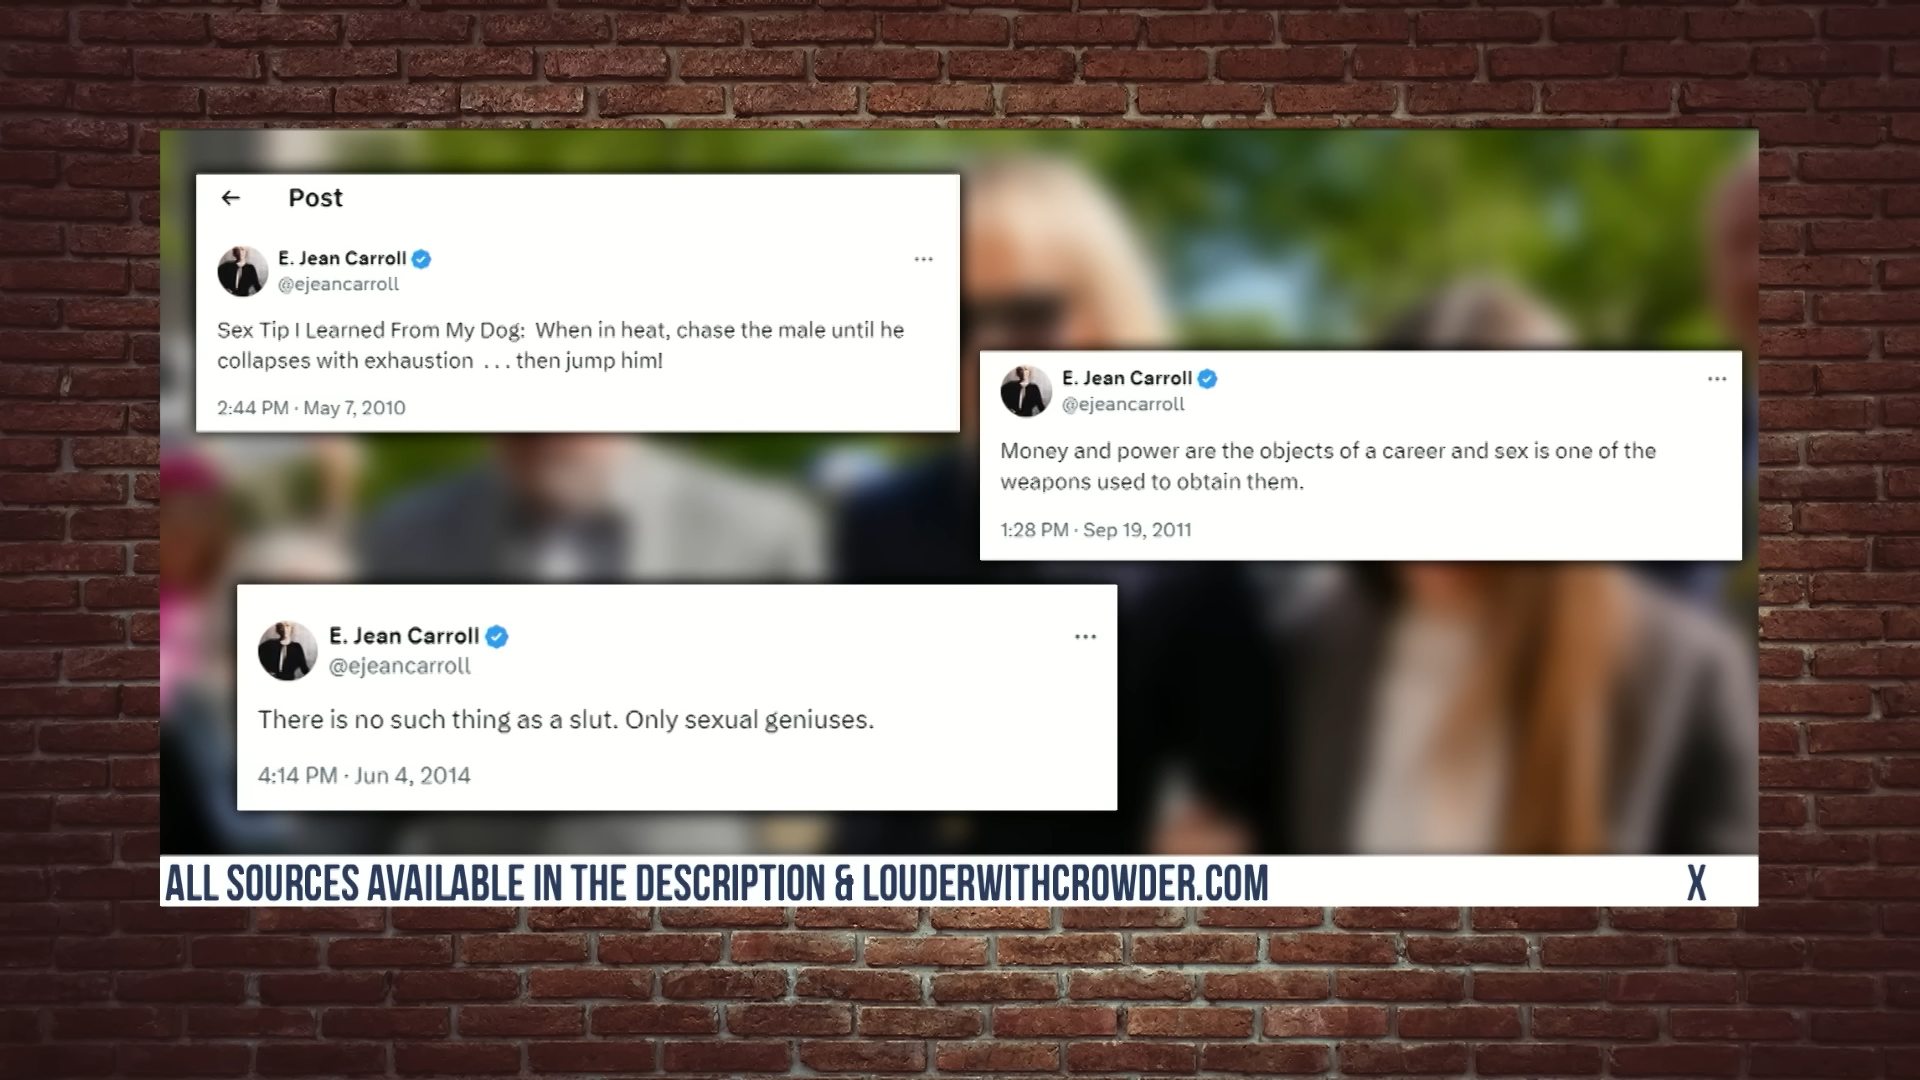 Post
E. Jean Carroll
@ejeancarroll
Sex Tip I Learned From My Dog: When in heat, chase the male until he
collapses with exhaustion . . . then jump him!
2:44 PM · May 7, 2010
E. Jean Carroll
@ejeancarroll
Money and power are the objects of a career and sex is one of the
weapons used to obtain them.
1:28 PM · Sep 19, 2011
E. Jean Carroll
@ejeancarroll
There is no such thing as a slut. Only sexual geniuses.
4:14 PM · Jun 4, 2014
ALL SOURCES AVAILABLE IN THE DESCRIPTION & LOUDERWITHCROWDER.COM
X